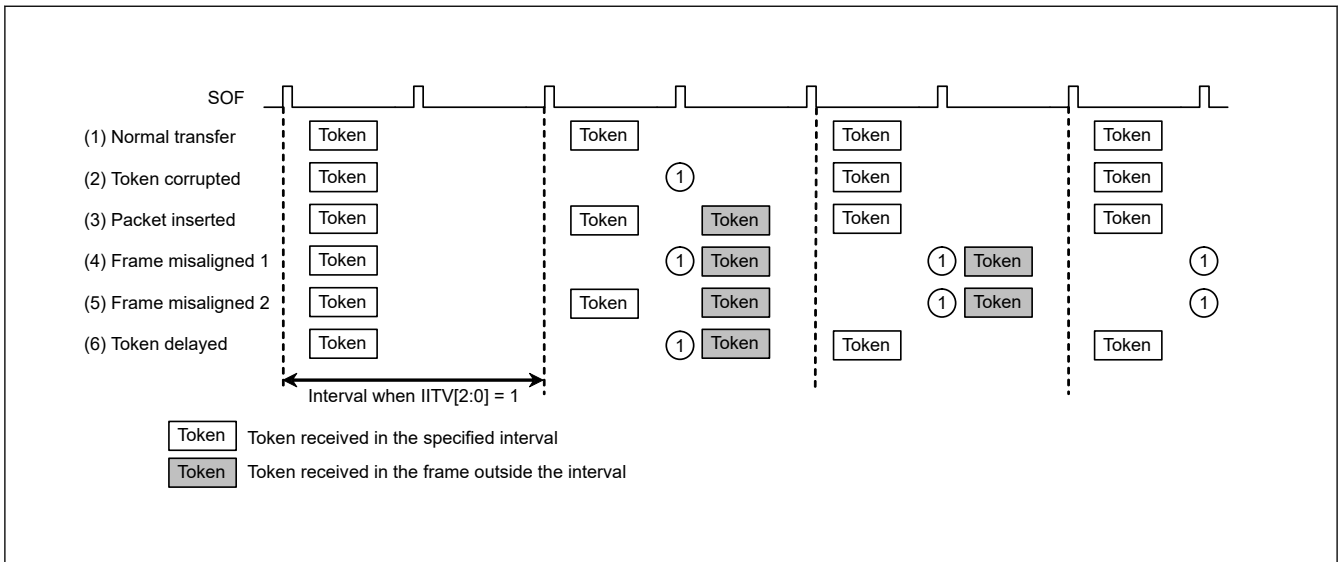 SOF
(1) Normal transfer Token Token Token Token
(2) Token corrupted Token 1 Token Token
(3) Packet inserted Token Token Token Token Token
(4) Frame misaligned 1 Token 1 Token 1 Token 1
(5) Frame misaligned 2 Token Token Token 1 Token 1
(6) Token delayed Token 1 Token Token Token
Interval when IITV[2:0] = 1
Token Token received in the specified interval
Token Token received in the frame outside the interval